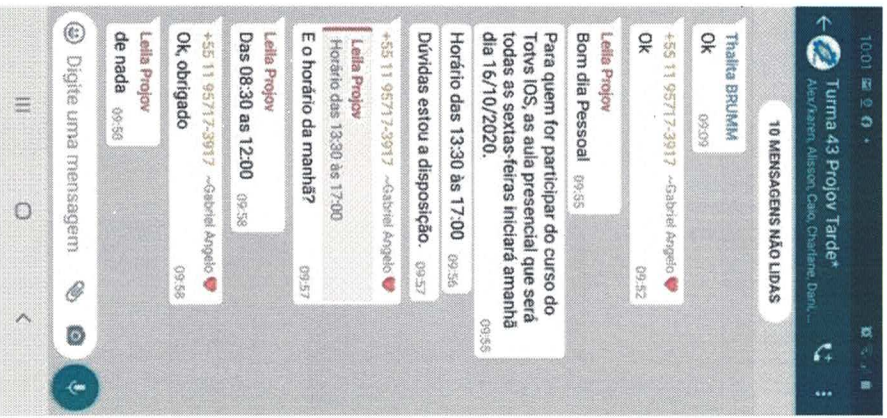 10:01
Turma 43 Projov Tarde*
Alex/karen, Alisson, Caio, Charlane, Dani, ...
10 MENSAGENS NÃO LIDAS
Thalita BRUMM
Ok 09:09
+55 11 95717-3917 ~Gabriel Angelo
Ok 09:52
Leila Projov
Bom dia Pessoal 09:55
Para quem for participar do curso do
Totvs IOS, as aula presencial que será
todas as sextas-feiras iniciará amanhã
dia 16/10/2020. 09:55
Horário das 13:30 às 17:00 09:56
Dúvidas estou a disposição. 09:57
+55 11 95717-3917 ~Gabriel Angelo
Leila Projov
Horário das 13:30 às 17:00
E o horário da manhã? 09:57
Leila Projov
Das 08:30 as 12:00 09:58
+55 11 95717-3917 ~Gabriel Angelo
Ok, obrigado 09:58
Leila Projov
de nada 09:50
Digite uma mensagem